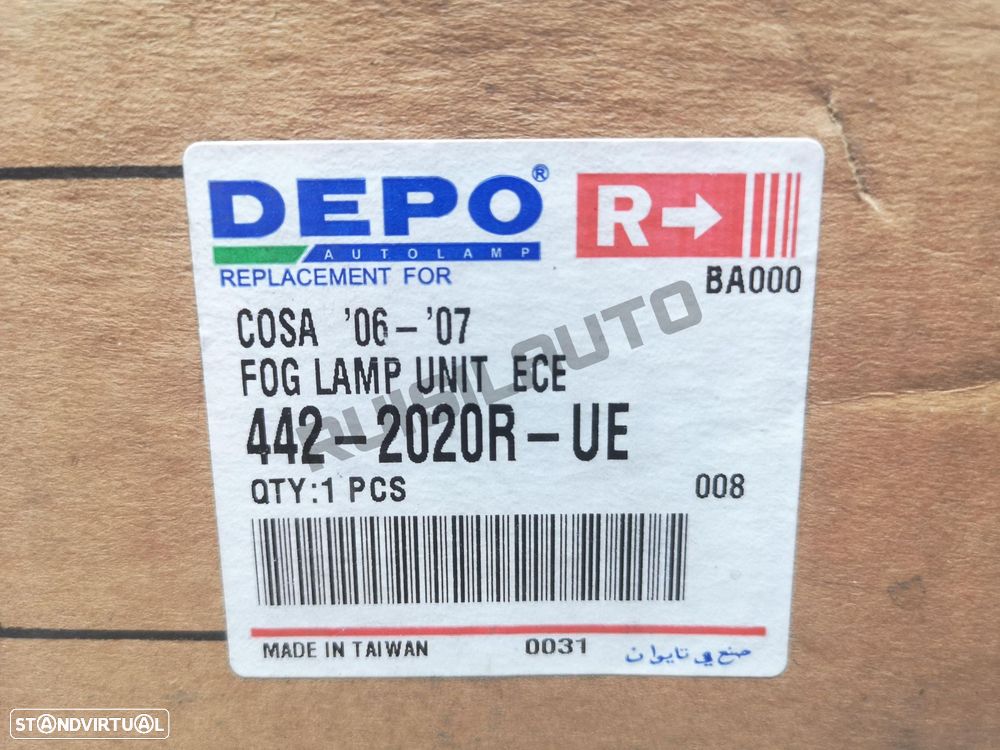 DEPO®
AUTOLAMP
R→
REPLACEMENT FOR
BA000
COSA '06-'07
FOG LAMP UNIT ECE
442-2020R-UE
QTY:1 PCS 008
MADE IN TAIWAN 0031 صنع في تايوان
RUISILAUTO
STANDVIRTUAL